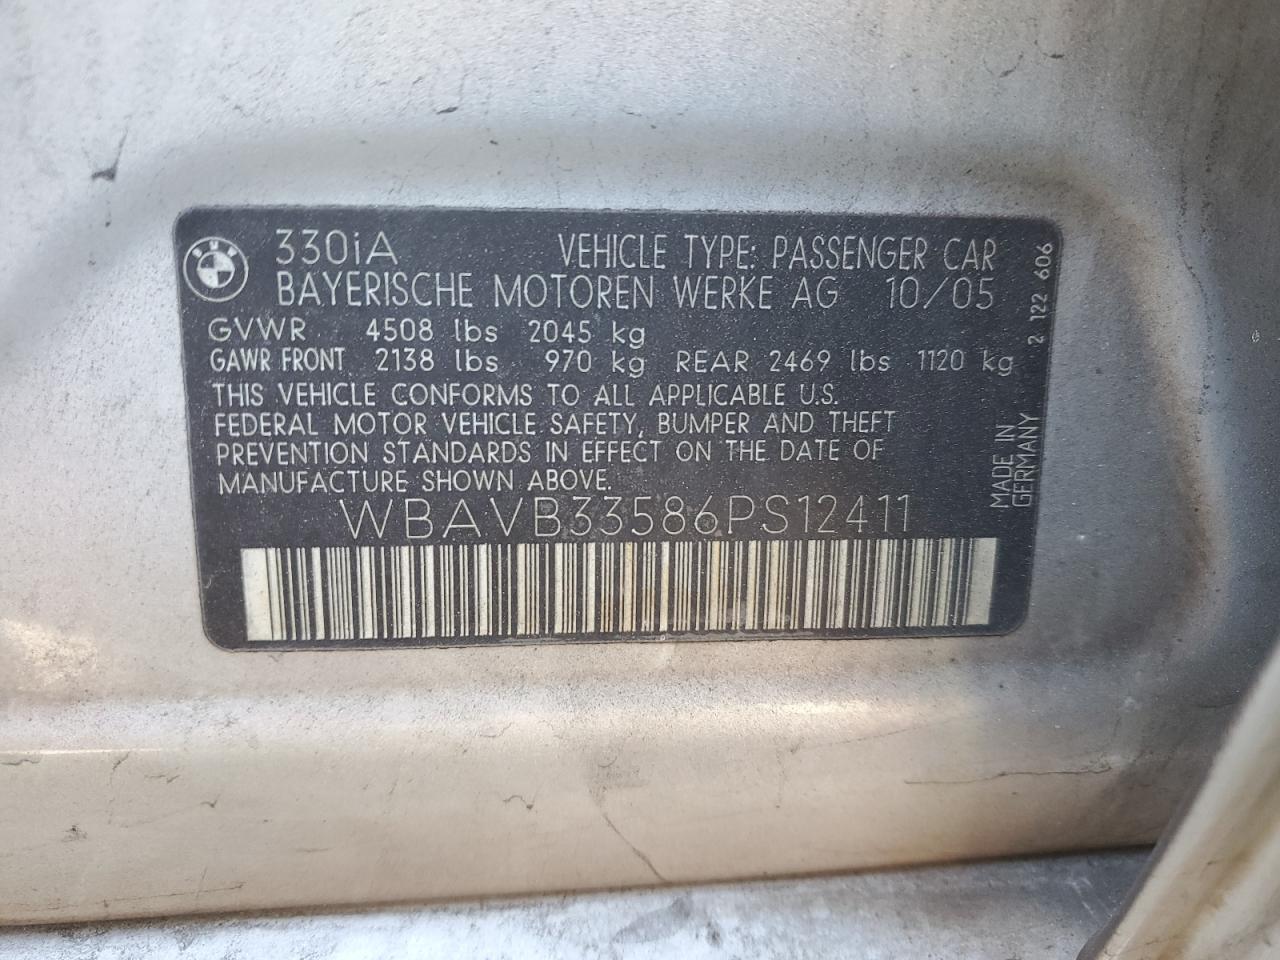 330iA VEHICLE TYPE: PASSENGER CAR
BAYERISCHE MOTOREN WERKE AG 10/05
GVWR 4508 lbs 2045 kg
GAWR FRONT 2138 lbs 970 kg REAR 2469 lbs 1120 kg
THIS VEHICLE CONFORMS TO ALL APPLICABLE U.S.
FEDERAL MOTOR VEHICLE SAFETY, BUMPER AND THEFT
PREVENTION STANDARDS IN EFFECT ON THE DATE OF
MANUFACTURE SHOWN ABOVE.
WBAVB33586PS12411
MADE IN
GERMANY
2 122 606